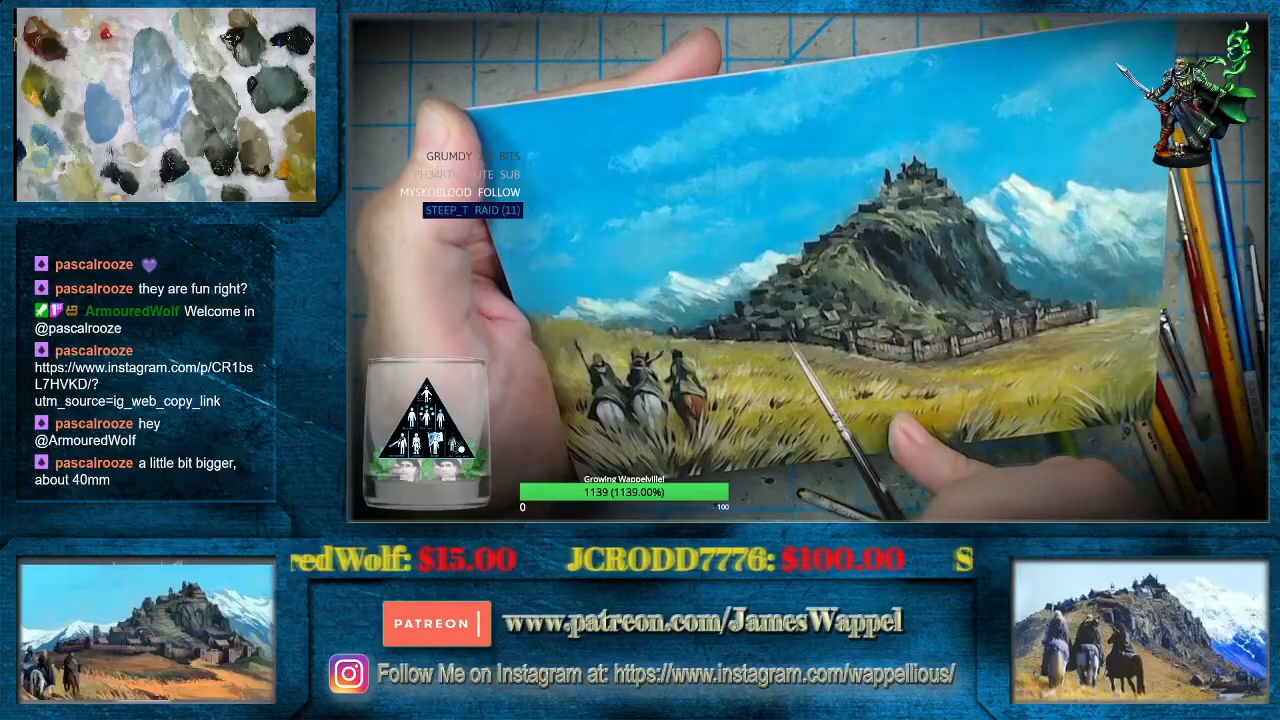 GRUMDY BITS
SUB
MYSKOBLOOD FOLLOW
STEEP_T RAID (11)
pascalrooze
pascalrooze they are fun right?
ArmouredWolf Welcome in
@pascalrooze
pascalrooze
https://www.instagram.com/p/CR1bs
L7HVKD/?
utm_source=ig_web_copy_link
pascalrooze hey
@ArmouredWolf
pascalrooze a little bit bigger,
about 40mm
Growing Wappelville!
1139 (1139.00%)
0
100
redWolf: $15.00 JCRODD7776: $100.00 S
PATREON
www.patreon.com/JamesWappel
Follow Me on Instagram at: https://www.instagram.com/wappellious/